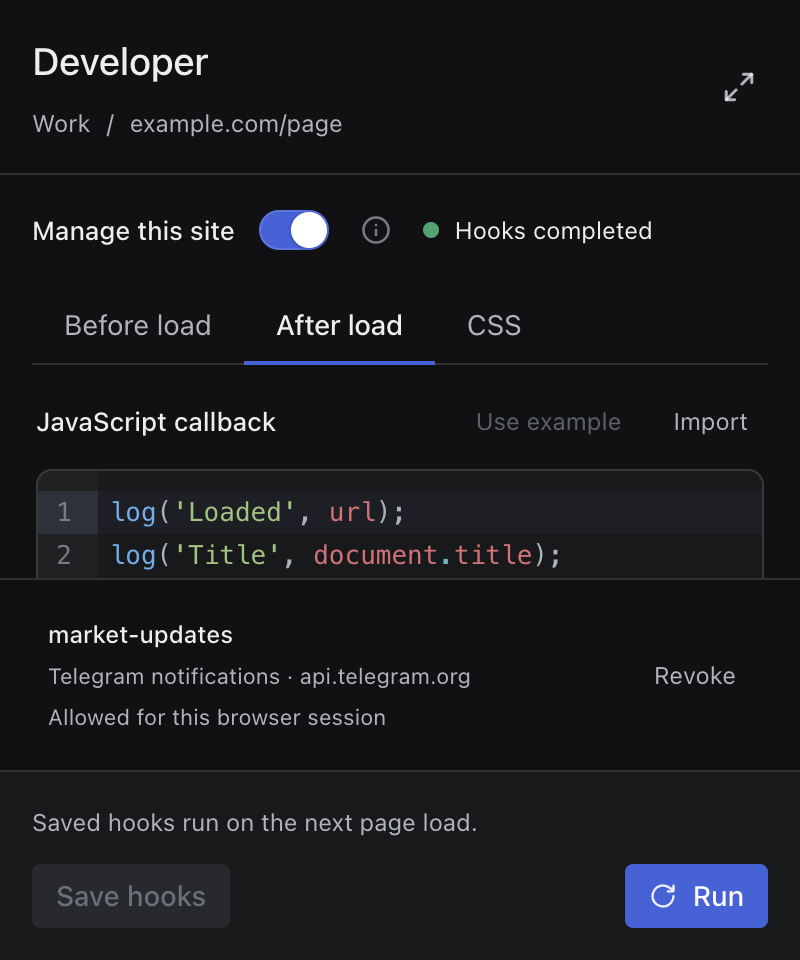 Developer
Work / example.com/page
Manage this site Hooks completed
Before load After load CSS
JavaScript callback Use example Import
1 log('Loaded', url);
2 log('Title', document.title);
market-updates
Telegram notifications · api.telegram.org
Revoke
Allowed for this browser session
Saved hooks run on the next page load.
Save hooks Run